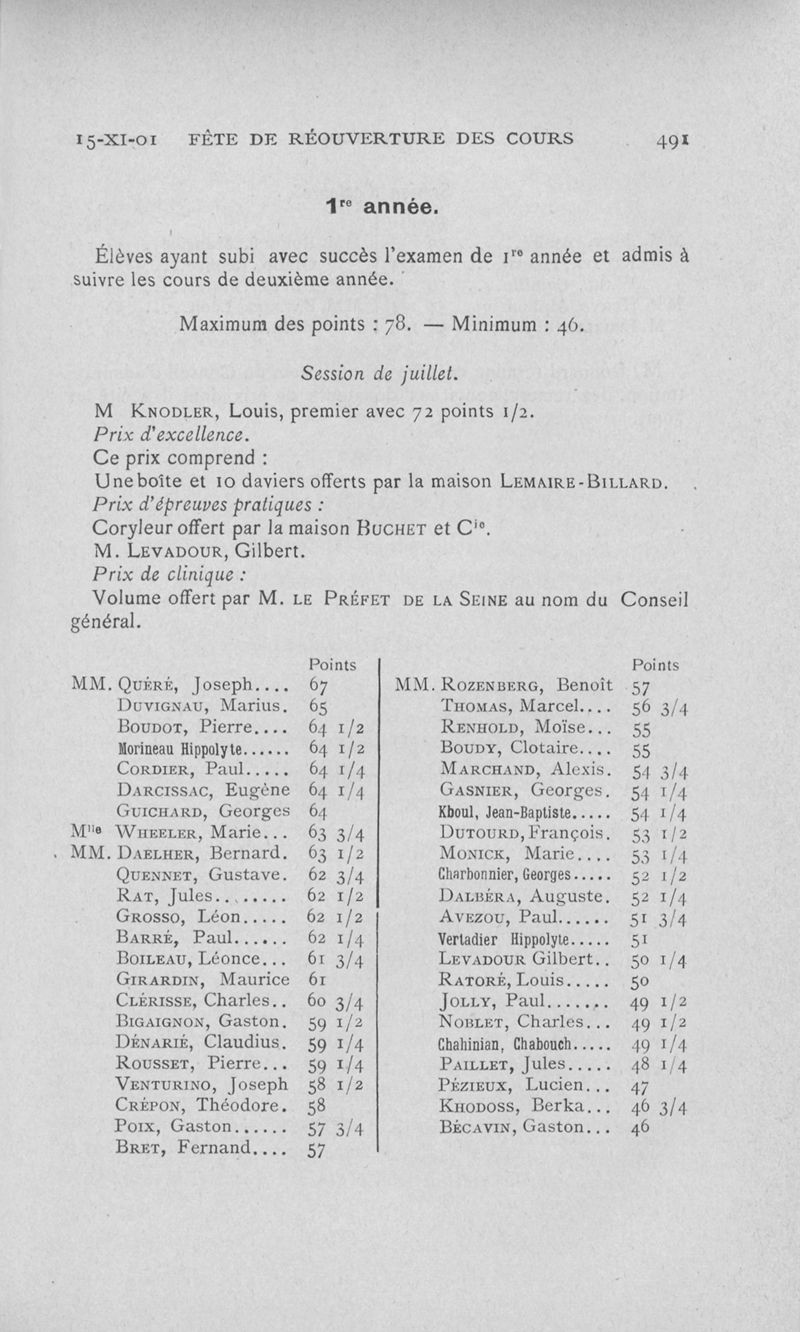 15-XI-01 FÊTE DE RÉOUVERTURE DES COURS 491
1re année.
Élèves ayant subi avec succès l'examen de 1re année et admis à
suivre les cours de deuxième année.
Maximum des points : 78. — Minimum : 46.
Session de juillet.
M KNODLER, Louis, premier avec 72 points 1/2.
Prix d'excellence.
Ce prix comprend :
Une boîte et 10 daviers offerts par la maison LEMAIRE-BILLARD.
Prix d'épreuves pratiques :
Coryleur offert par la maison BUCHET et Cie.
M. LEVADOUR, Gilbert.
Prix de clinique :
Volume offert par M. LE PRÉFET DE LA SEINE au nom du Conseil
général.
Points
MM. QUÉRÉ, Joseph.... 67
DUVIGNAU, Marius. 65
BOUDOT, Pierre.... 64 1/2
Morineau Hippolyte...... 64 1/2
CORDIER, Paul..... 64 1/4
DARCISSAC, Eugène 64 1/4
GUICHARD, Georges 64
Mlle WHEELER, Marie... 63 3/4
MM. DAELHER, Bernard. 63 1/2
QUENNET, Gustave. 62 3/4
RAT, Jules........ 62 1/2
GROSSO, Léon..... 62 1/2
BARRÉ, Paul...... 62 1/4
BOILEAU, Léonce... 61 3/4
GIRARDIN, Maurice 61
CLÉRISSE, Charles.. 60 3/4
BIGAIGNON, Gaston. 59 1/2
DÉNARIÉ, Claudius. 59 1/4
ROUSSET, Pierre... 59 1/4
VENTURINO, Joseph 58 1/2
CRÉPON, Théodore. 58
POIX, Gaston...... 57 3/4
BRET, Fernand.... 57
Points
MM. ROZENBERG, Benoît 57
THOMAS, Marcel.... 56 3/4
RENHOLD, Moïse... 55
BOUDY, Clotaire.... 55
MARCHAND, Alexis. 54 3/4
GASNIER, Georges. 54 1/4
Kboul, Jean-Baptiste..... 54 1/4
DUTOURD, François. 53 1/2
MONICK, Marie.... 53 1/4
Charbonnier, Georges..... 52 1/2
DALBÉRA, Auguste. 52 1/4
AVEZOU, Paul...... 51 3/4
Vertadier Hippolyte..... 51
LEVADOUR Gilbert.. 50 1/4
RATORÉ, Louis..... 50
JOLLY, Paul....... 49 1/2
NOBLET, Charles... 49 1/2
Chahinian, Chabouch..... 49 1/4
PAILLET, Jules..... 48 1/4
PÉZIEUX, Lucien... 47
KHODOSS, Berka... 46 3/4
BÉCAVIN, Gaston... 46